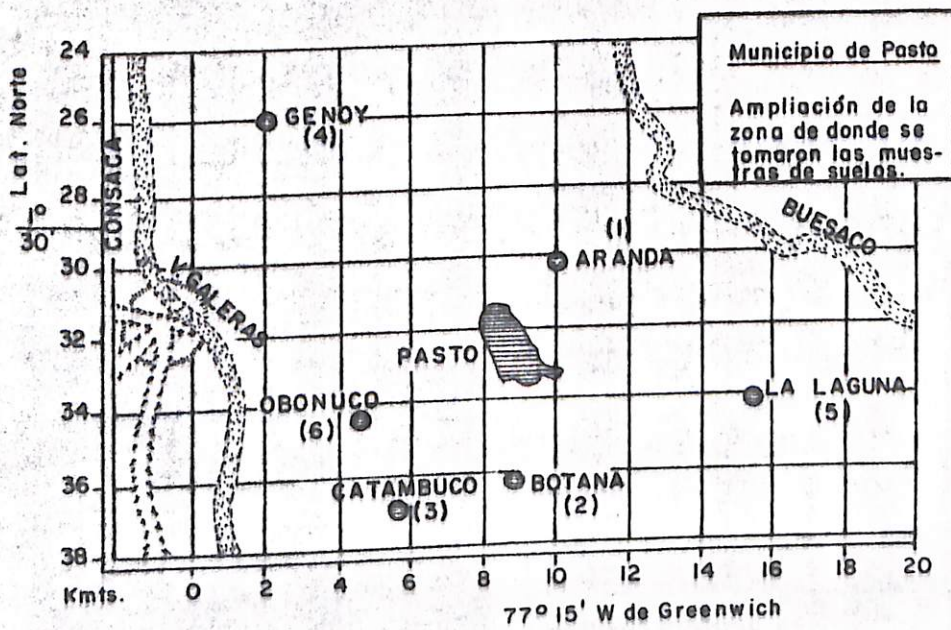 Municipio de Pasto
Ampliación de la
zona de donde se
tomaron las mues-
tras de suelos.
24
26
28
30
32
34
36
38
Lat. Norte
1°
30'
CONSACA
GENOY
(4)
V. GALERAS
(1)
ARANDA
BUESACO
PASTO
OBONUCO
(6)
LA LAGUNA
(5)
CATAMBUCO
(3)
BOTANA
(2)
Kmts.
0 2 4 6 8 10 12 14 16 18 20
77° 15' W de Greenwich